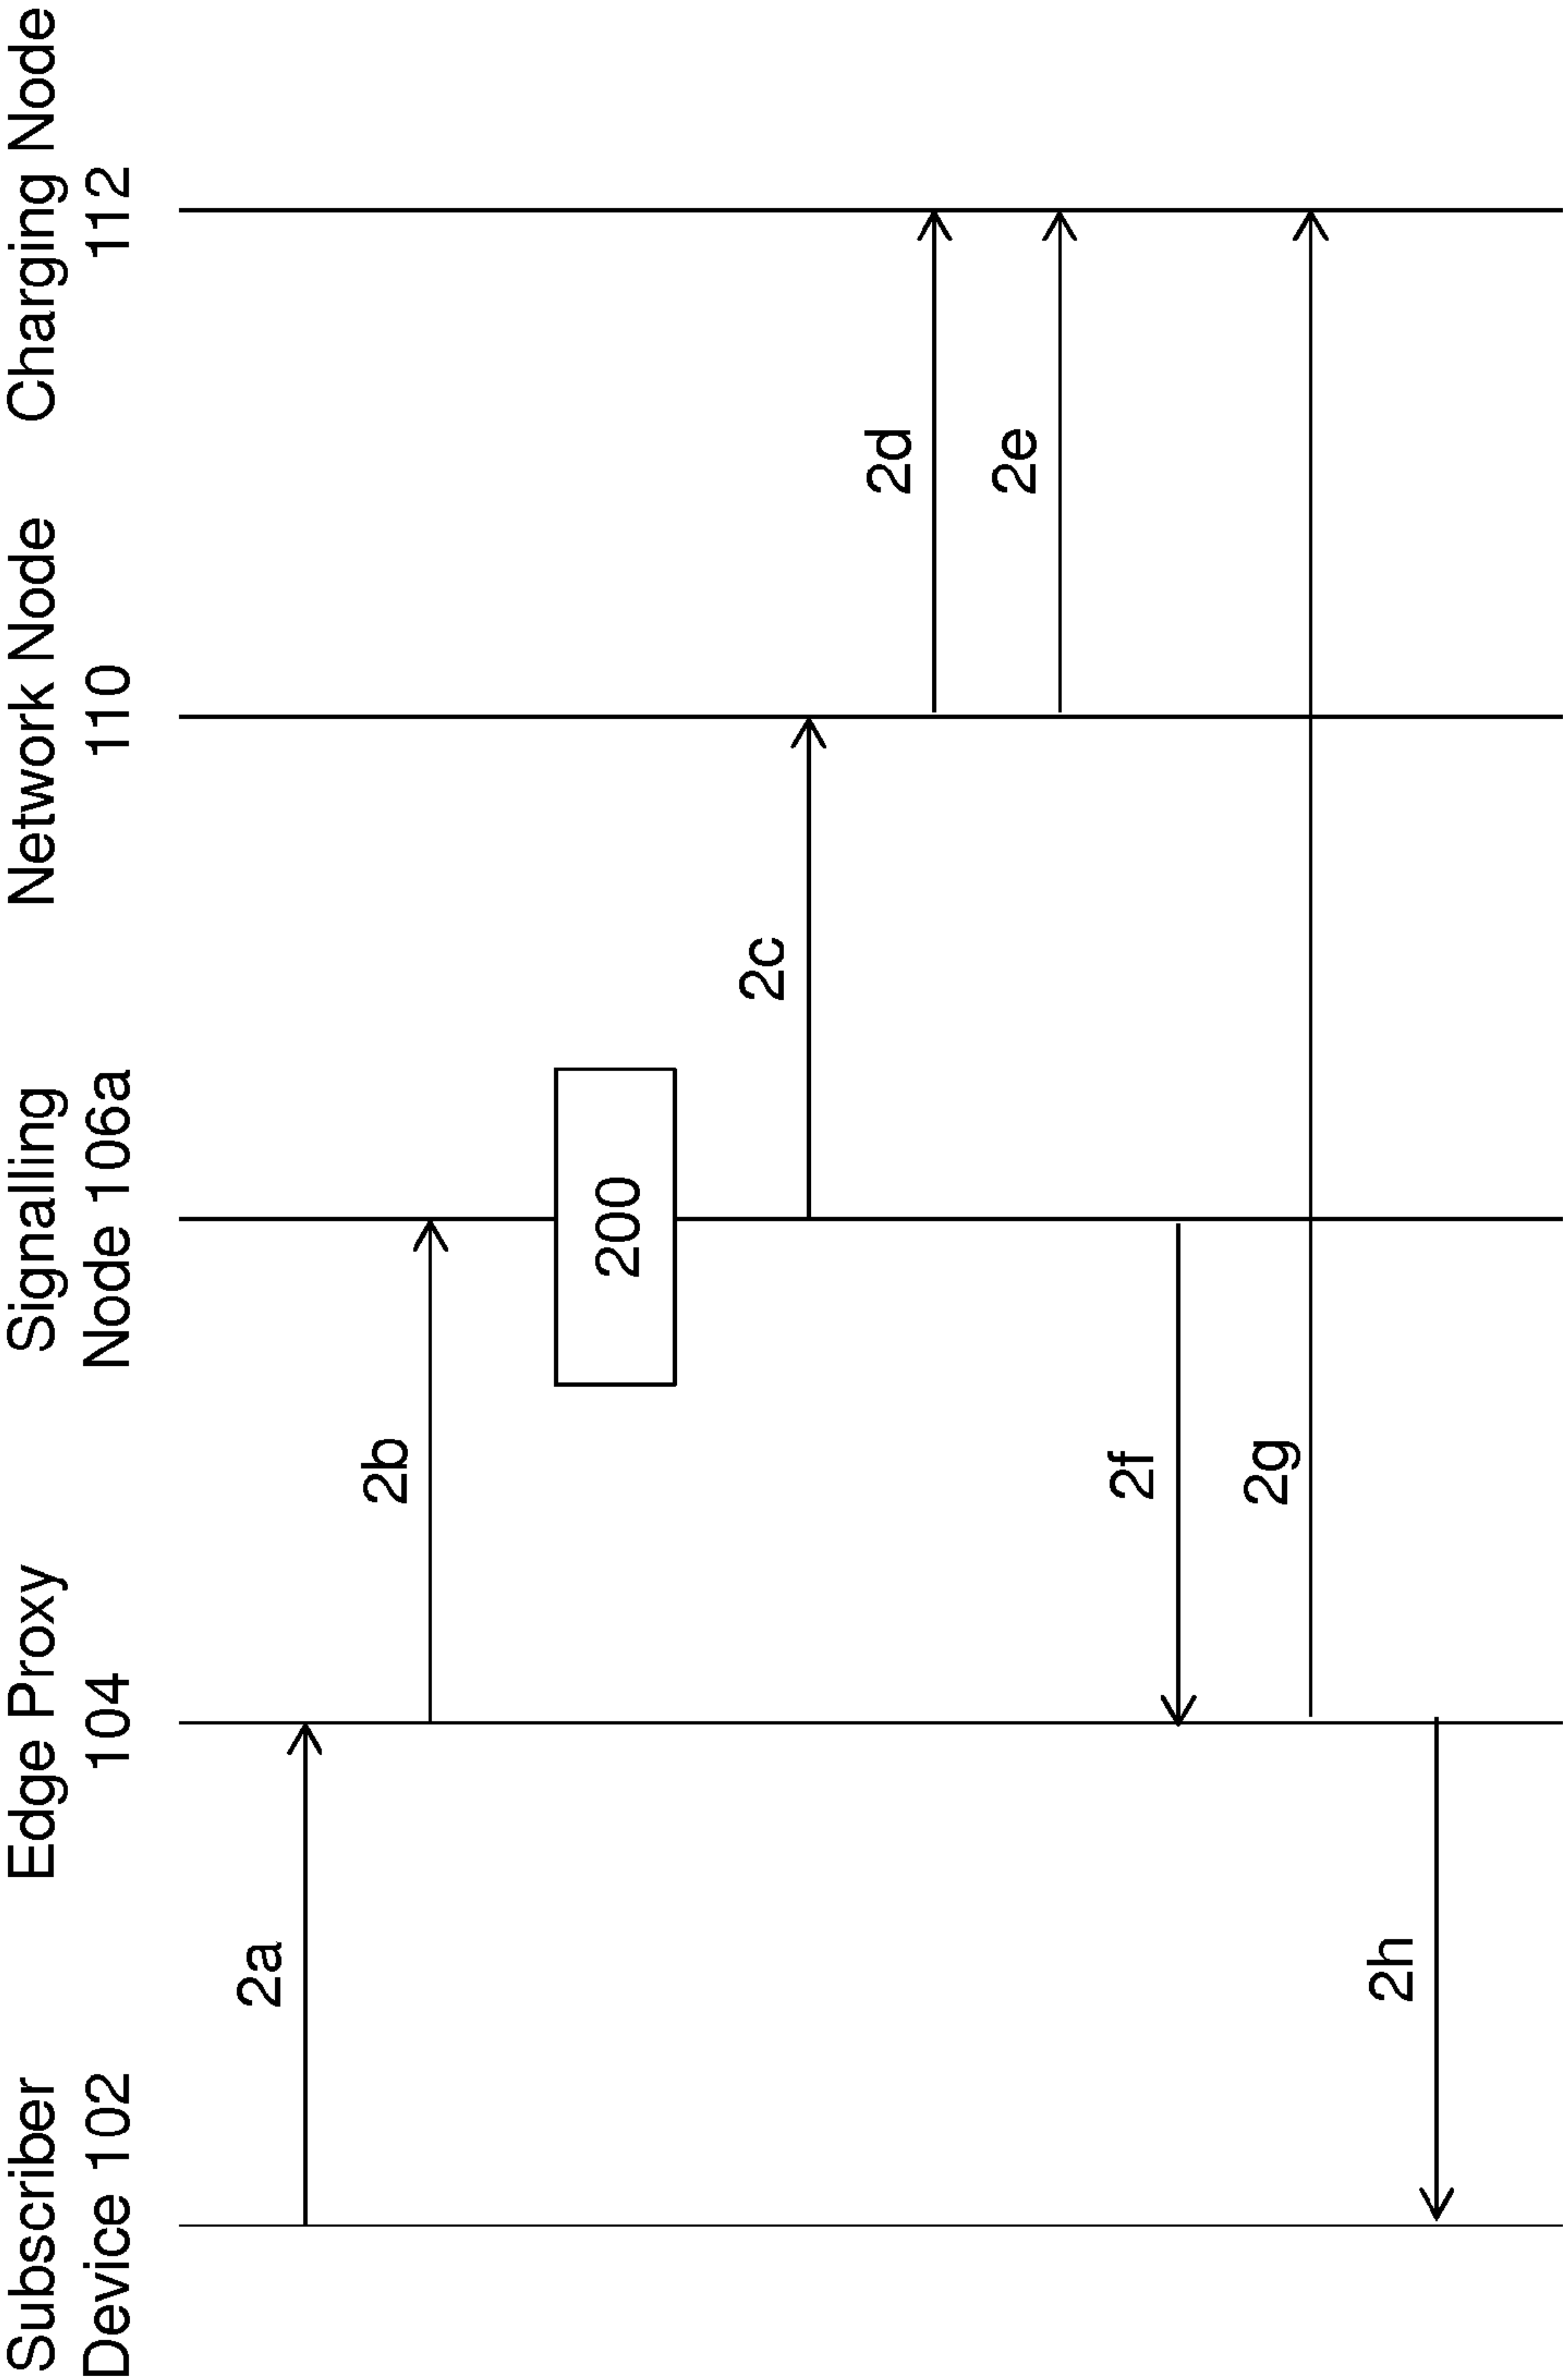 Subscriber
Device 102
Edge Proxy
104
Signalling
Node 106a
Network Node
110
Charging Node
112
2a
2b
200
2c
2d
2e
2f
2g
2h